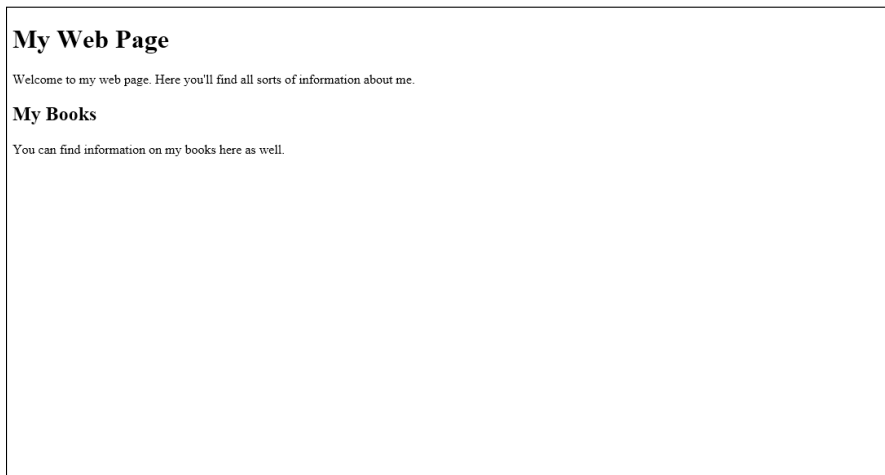 My Web Page
Welcome to my web page. Here you'll find all sorts of information about me.
My Books
You can find information on my books here as well.